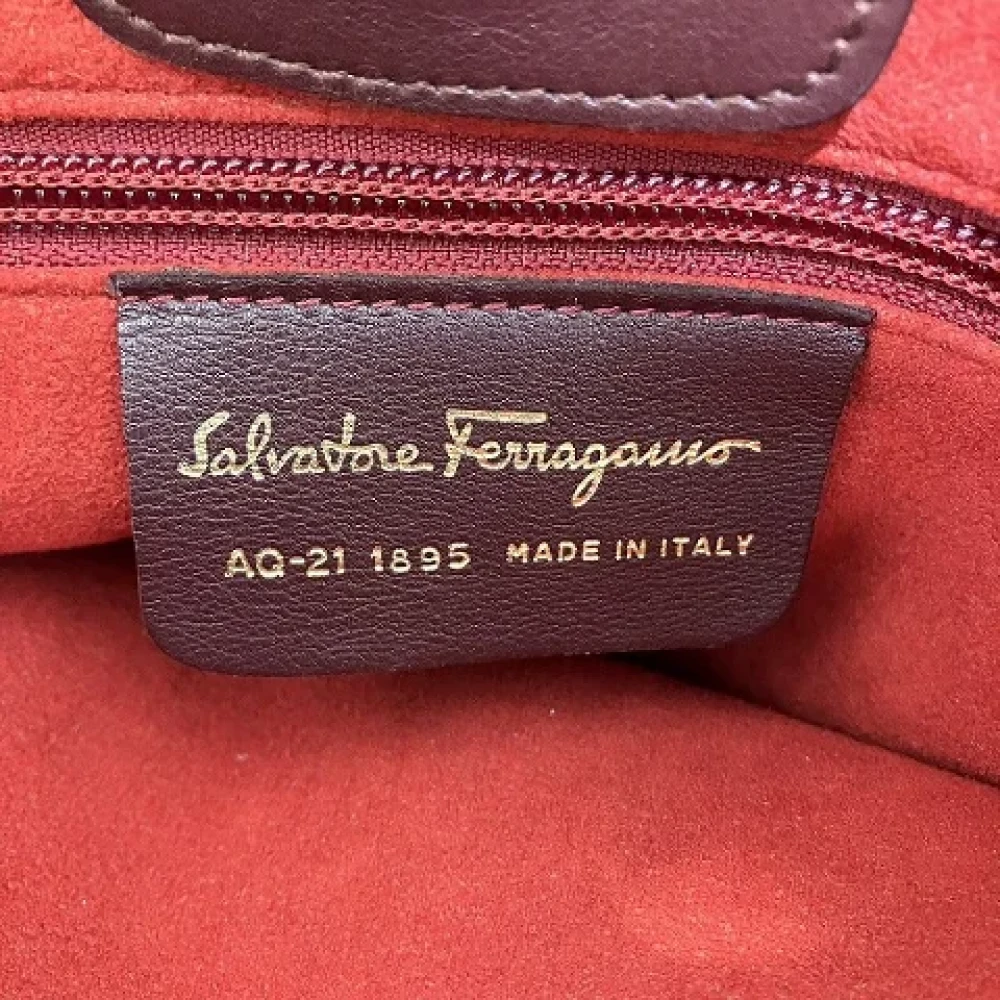 Salvatore Ferragamo
AQ-21 1895 MADE IN ITALY